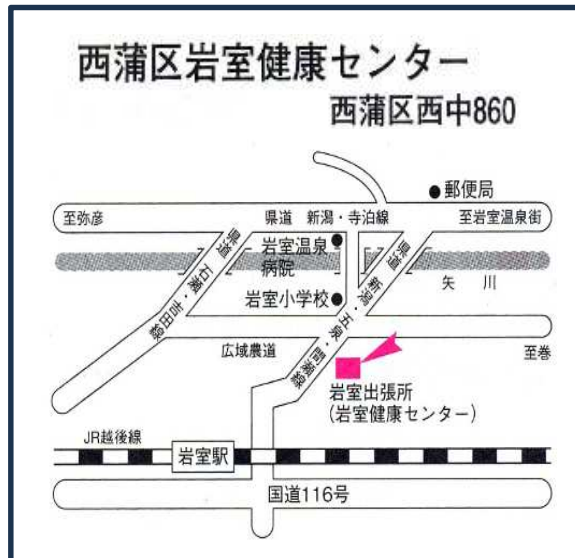 西蒲区岩室健康センター
西蒲区西中860
郵便局
至弥彦
県道 新潟・寺泊線
至岩室温泉街
岩室温泉
病院
県道 石瀬・吉田線
県道 新潟・五泉・間瀬線
矢川
岩室小学校
広域農道
至巻
岩室出張所
(岩室健康センター)
JR越後線
岩室駅
国道116号